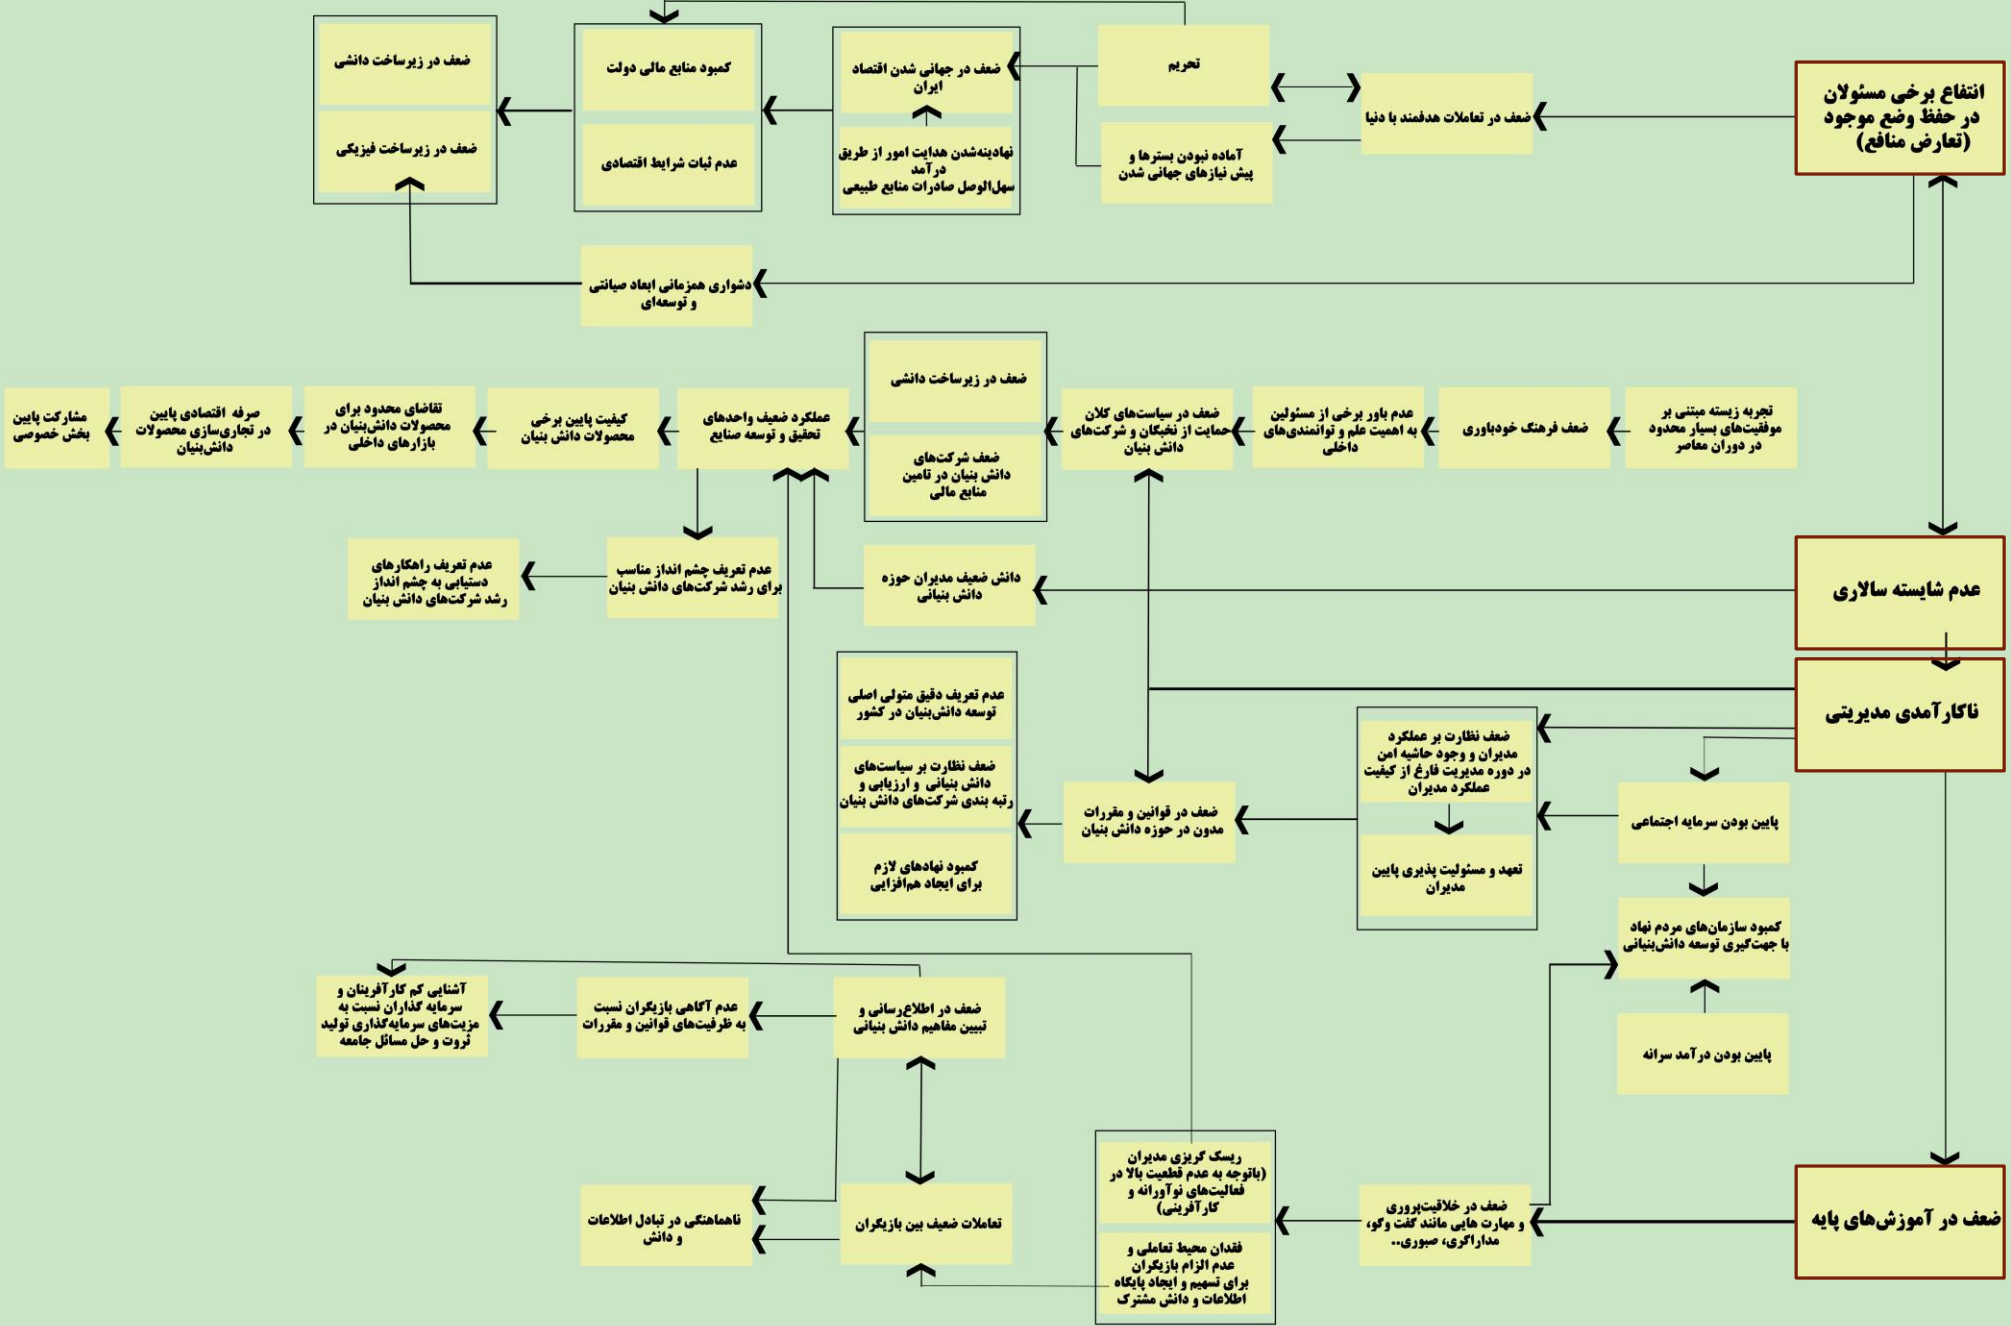 انتفاع برخی مسئولان
در حفظ وضع موجود
(تعارض منافع)
ضعف در تعاملات هدفمند با دنیا
تحریم
آماده نبودن بسترها و
پیش نیازهای جهانی شدن
ضعف در جهانی شدن اقتصاد
ایران
نهادینه‌شدن هدایت امور از طریق
درآمد
سهل‌الوصل صادرات منابع طبیعی
کمبود منابع مالی دولت
عدم ثبات شرایط اقتصادی
ضعف در زیرساخت دانشی
ضعف در زیرساخت فیزیکی
دشواری همزمانی ابعاد صیانتی
و توسعه‌ای
تجربه زیسته مبتنی بر
موفقیت‌های بسیار محدود
در دوران معاصر
ضعف فرهنگ خودباوری
عدم باور برخی از مسئولین
به اهمیت علم و توانمندی‌های
داخلی
ضعف در سیاست‌های کلان
حمایت از نخبگان و شرکت‌های
دانش بنیان
ضعف در زیرساخت دانشی
ضعف شرکت‌های
دانش بنیان در تامین
منابع مالی
عملکرد ضعیف واحدهای
تحقیق و توسعه صنایع
کیفیت پایین برخی
محصولات دانش بنیان
تقاضای محدود برای
محصولات دانش‌بنیان در
بازارهای داخلی
صرفه اقتصادی پایین
در تجاری‌سازی محصولات
دانش‌بنیان
مشارکت پایین
بخش خصوصی
عدم شایسته سالاری
دانش ضعیف مدیران حوزه
دانش بنیانی
عدم تعریف چشم انداز مناسب
برای رشد شرکت‌های دانش بنیان
عدم تعریف راهکارهای
دستیابی به چشم انداز
رشد شرکت‌های دانش بنیان
ناکارآمدی مدیریتی
ضعف نظارت بر عملکرد
مدیران و وجود حاشیه امن
در دوره مدیریت فارغ از کیفیت
عملکرد مدیران
تعهد و مسئولیت پذیری پایین
مدیران
پایین بودن سرمایه اجتماعی
کمبود سازمان‌های مردم نهاد
با جهت‌گیری توسعه دانش‌بنیانی
پایین بودن درآمد سرانه
ضعف در قوانین و مقررات
مدون در حوزه دانش بنیان
عدم تعریف دقیق متولی اصلی
توسعه دانش‌بنیان در کشور
ضعف نظارت بر سیاست‌های
دانش بنیانی و ارزیابی و
رتبه بندی شرکت‌های دانش بنیان
کمبود نهادهای لازم
برای ایجاد هم‌افزایی
ضعف در اطلاع‌رسانی و
تبیین مفاهیم دانش بنیانی
عدم آگاهی بازیگران نسبت
به ظرفیت‌های قوانین و مقررات
آشنایی کم کارآفرینان و
سرمایه گذاران نسبت به
مزیت‌های سرمایه‌گذاری تولید
ثروت و حل مسائل جامعه
ضعف در آموزش‌های پایه
ضعف در خلاقیت‌پروری
و مهارت هایی مانند گفت وگو،
مداراگری، صبوری..
ریسک گریزی مدیران
(باتوجه به عدم قطعیت بالا در
فعالیت‌های نوآورانه و
کارآفرینی)
فقدان محیط تعاملی و
عدم الزام بازیگران
برای تسهیم و ایجاد پایگاه
اطلاعات و دانش مشترک
تعاملات ضعیف بین بازیگران
ناهماهنگی در تبادل اطلاعات
و دانش